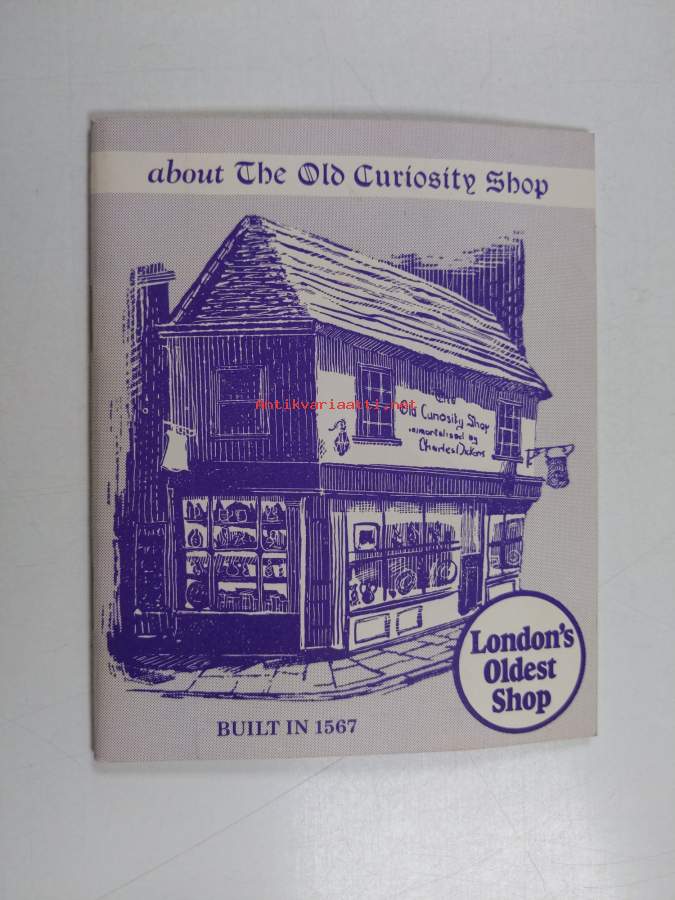 about The Old Curiosity Shop
The
Old Curiosity Shop
immortalised by
Charles Dickens
Antikvariaatti.net
London's
Oldest
Shop
BUILT IN 1567